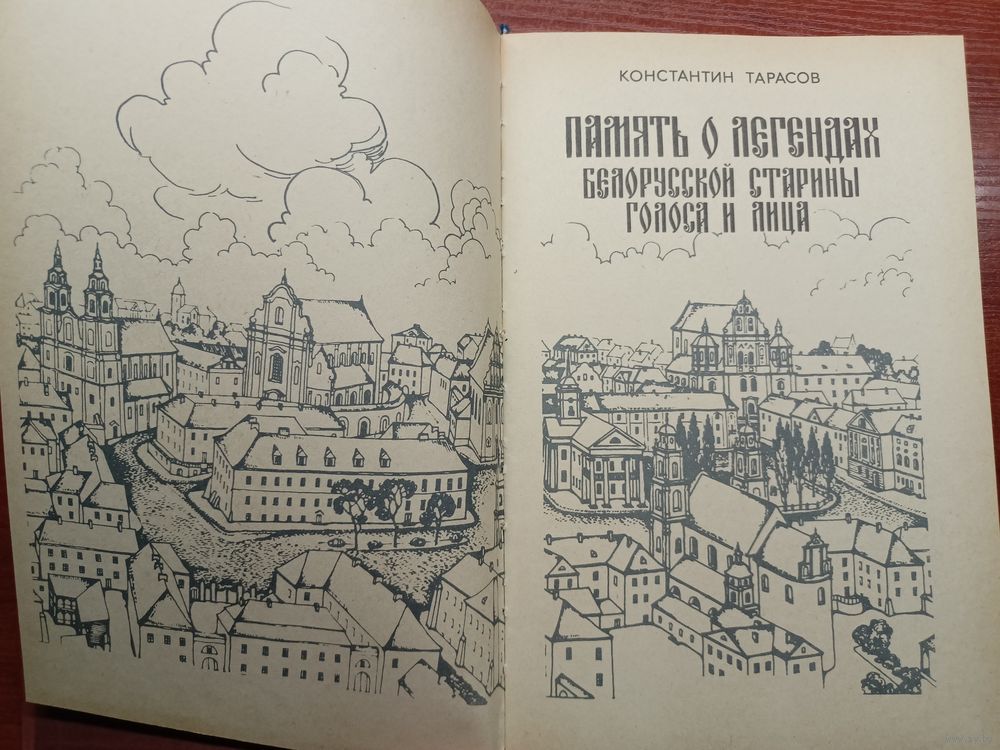 КОНСТАНТИН ТАРАСОВ
ПАМЯТЬ О ЛЕГЕНДАХ
БЕЛОРУССКОЙ СТАРИНЫ
ГОЛОСА И ЛИЦА